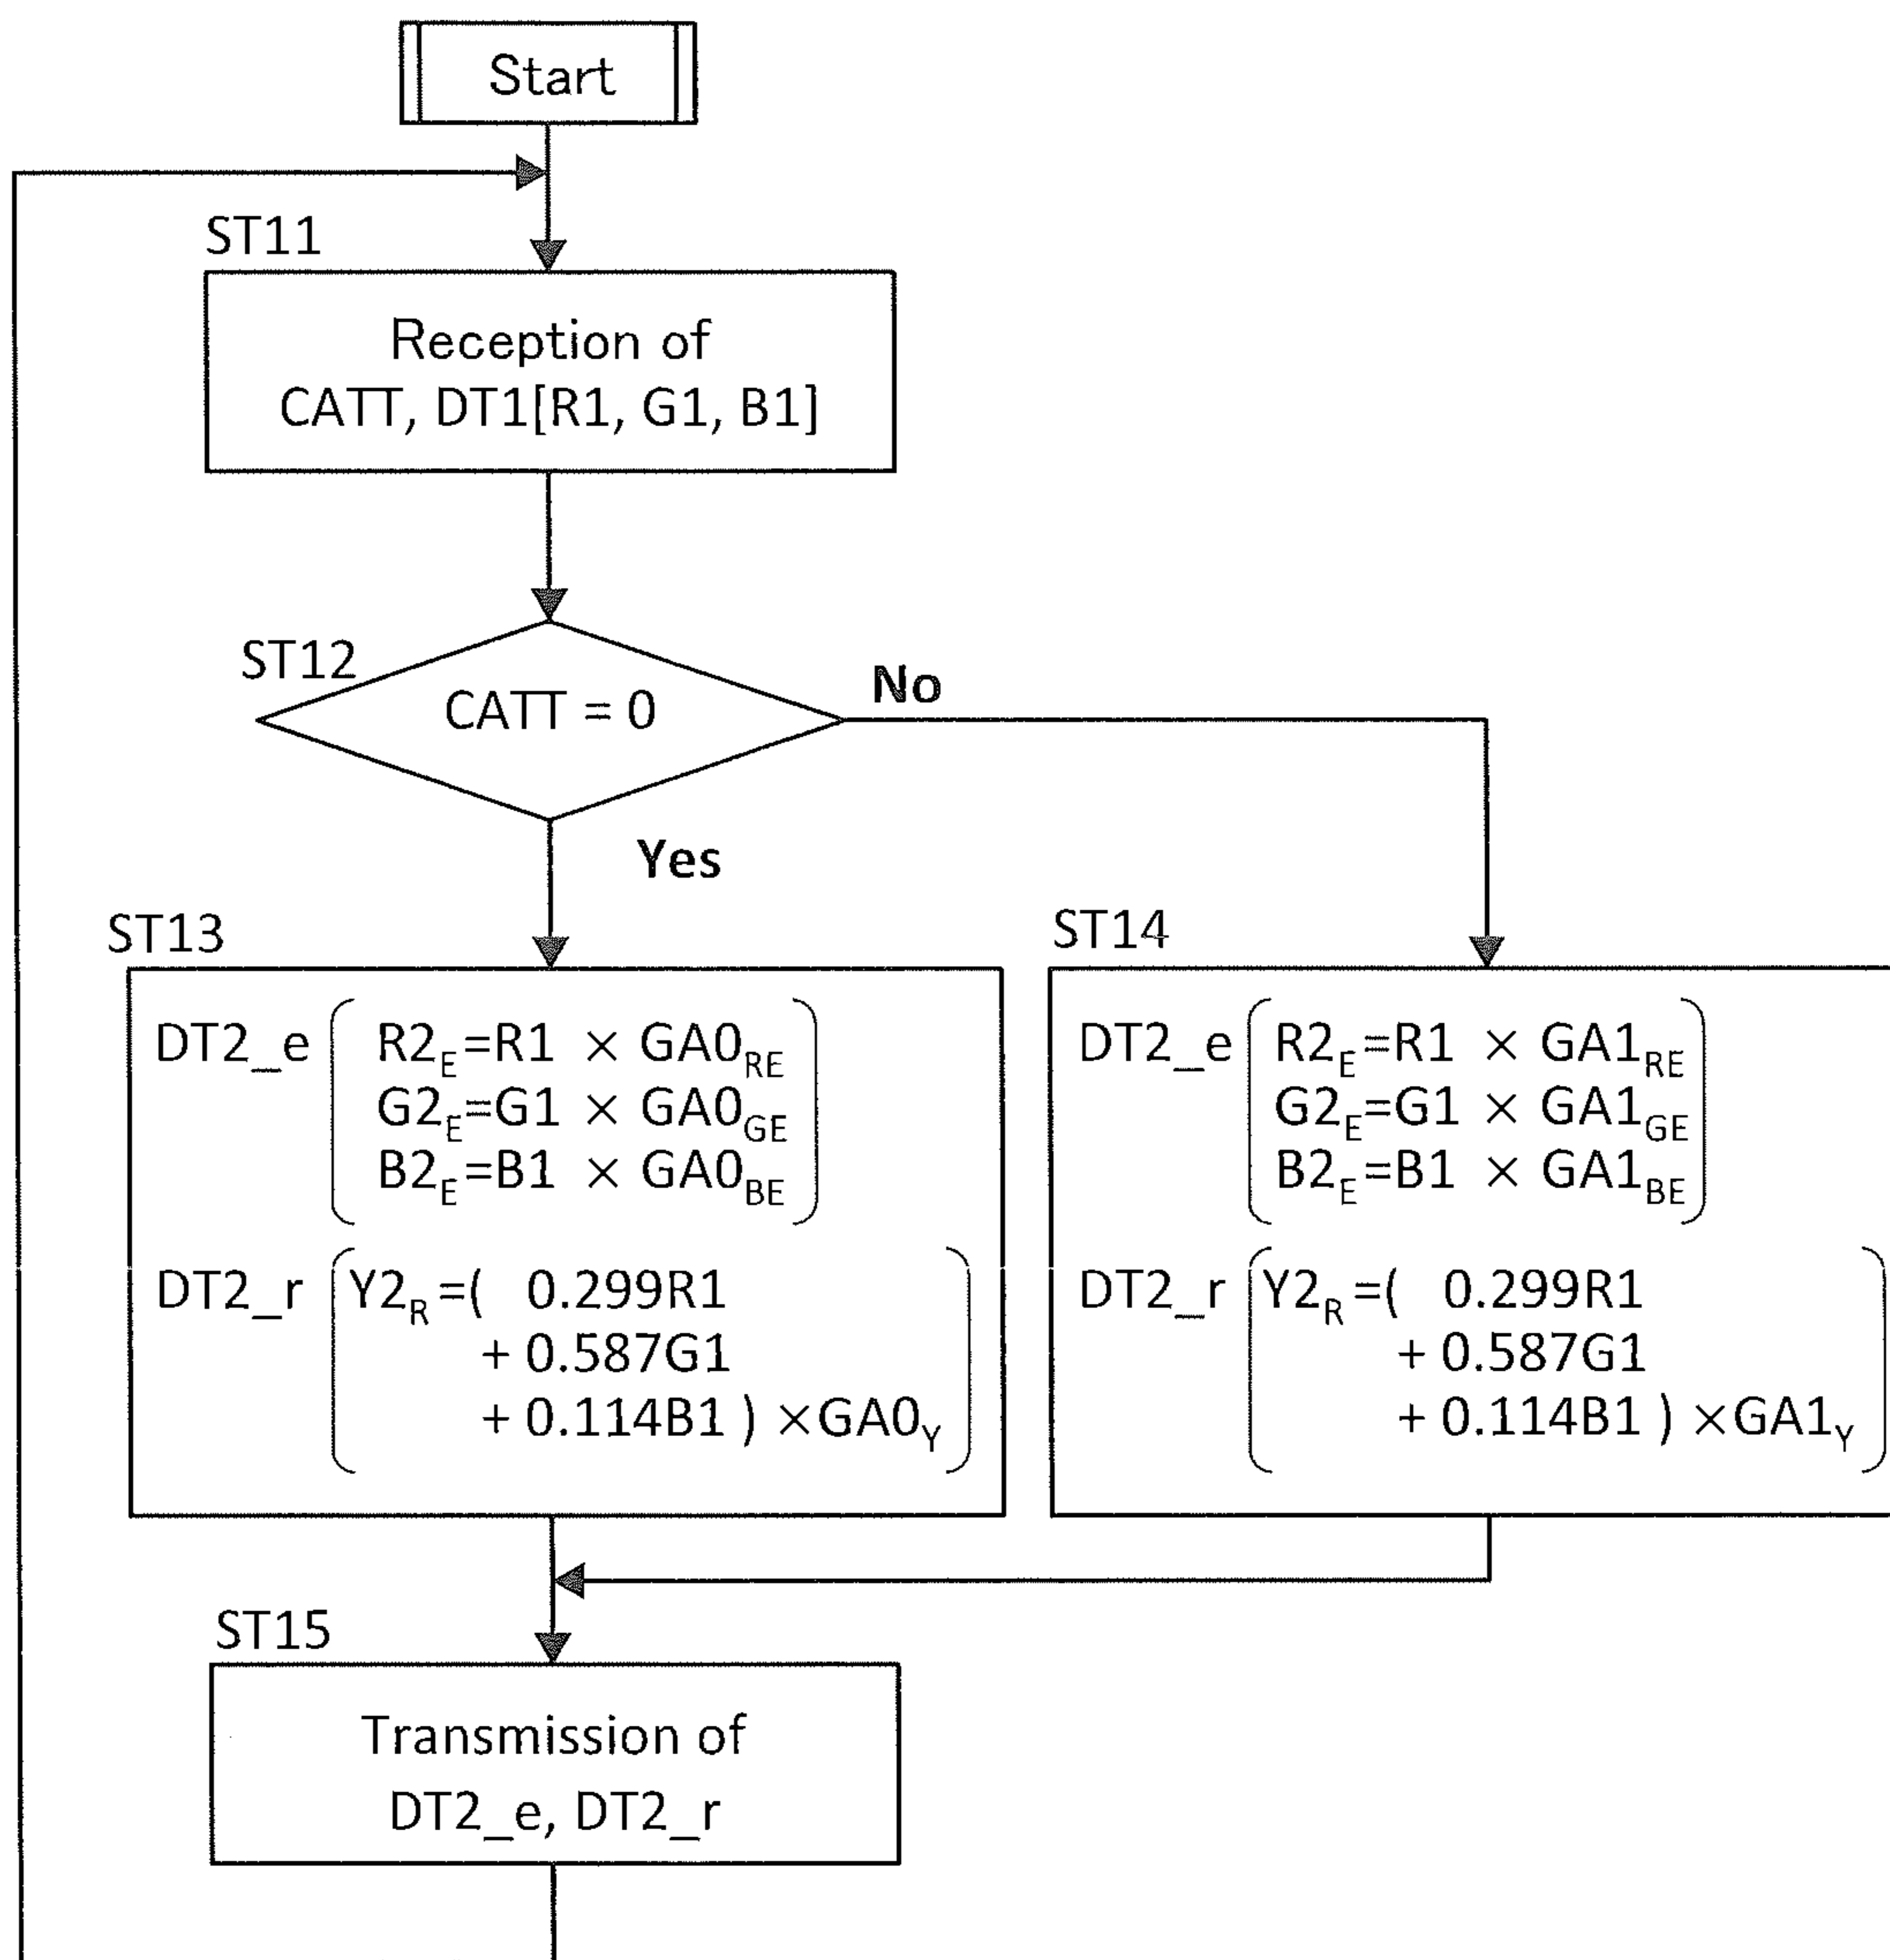 Start
ST11
Reception of
CATT, DT1[R1, G1, B1]
ST12
CATT = 0
No
Yes
ST13
DT2_e
R2E=R1 × GA0RE
G2E=G1 × GA0GE
B2E=B1 × GA0BE
DT2_r
Y2R=( 0.299R1
+ 0.587G1
+ 0.114B1 ) ×GA0Y
ST14
DT2_e
R2E=R1 × GA1RE
G2E=G1 × GA1GE
B2E=B1 × GA1BE
DT2_r
Y2R=( 0.299R1
+ 0.587G1
+ 0.114B1 ) ×GA1Y
ST15
Transmission of
DT2_e, DT2_r